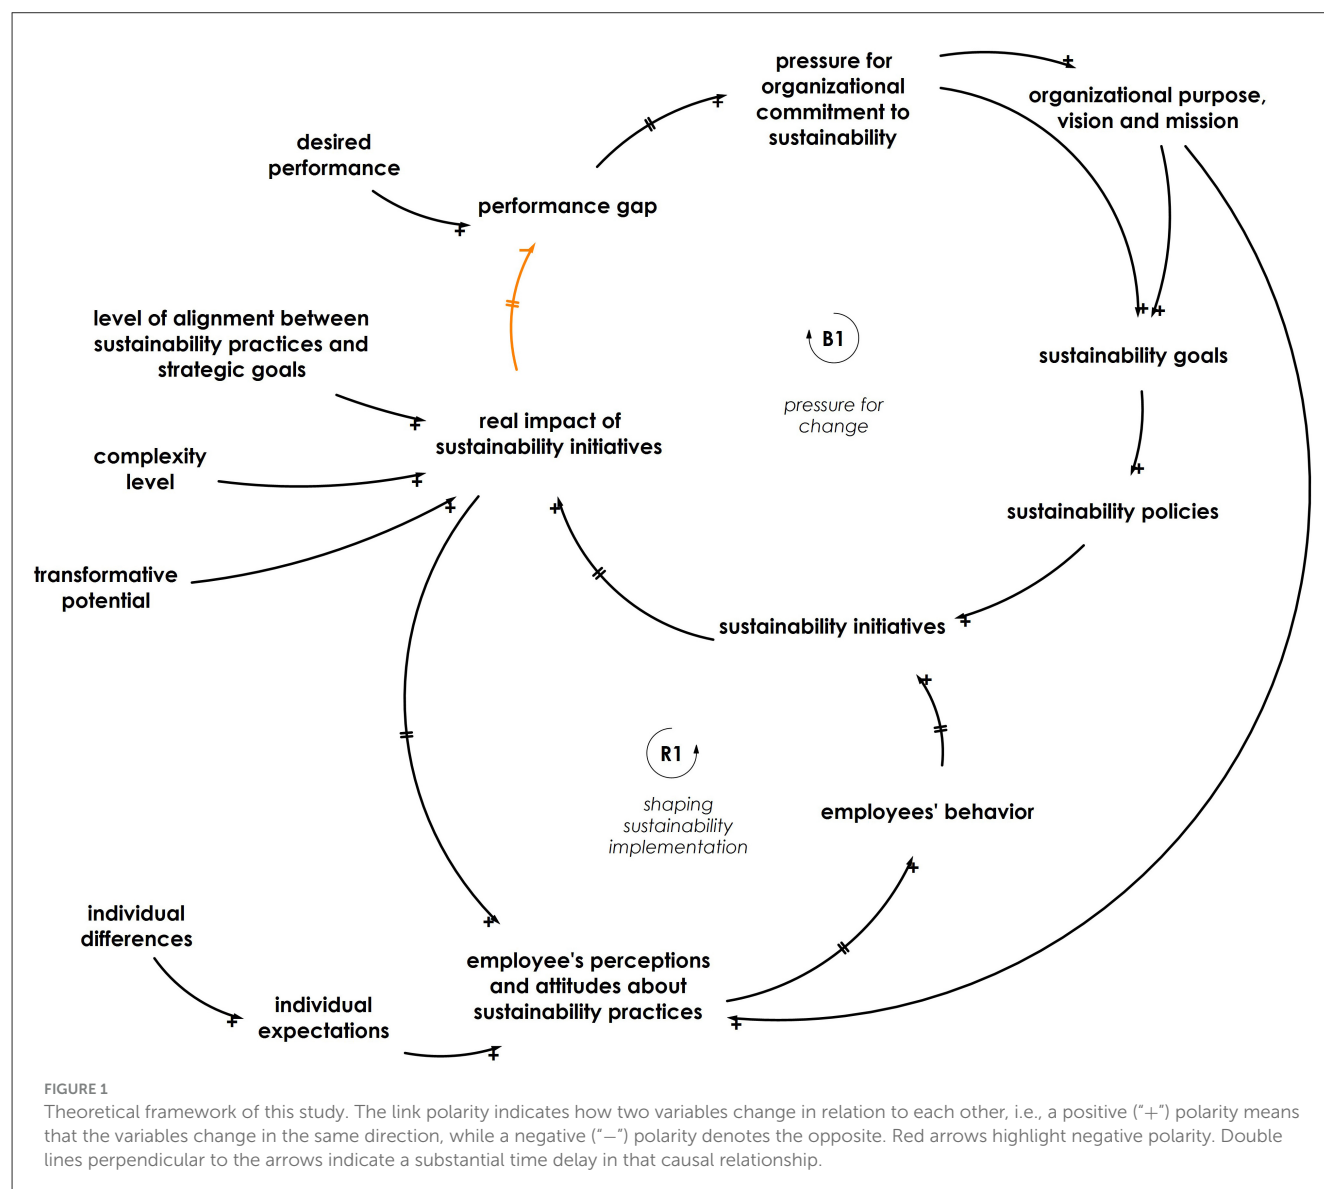 pressure for
organizational
commitment to
sustainability
organizational purpose,
vision and mission
desired
performance
performance gap
level of alignment between
sustainability practices and
strategic goals
B1
pressure for
change
sustainability goals
real impact of
sustainability initiatives
complexity
level
sustainability policies
transformative
potential
sustainability initiatives
R1
shaping
sustainability
implementation
employees' behavior
individual
differences
employee's perceptions
and attitudes about
sustainability practices
individual
expectations
FIGURE 1
Theoretical framework of this study. The link polarity indicates how two variables change in relation to each other, i.e., a positive (“+”) polarity means
that the variables change in the same direction, while a negative (“−”) polarity denotes the opposite. Red arrows highlight negative polarity. Double
lines perpendicular to the arrows indicate a substantial time delay in that causal relationship.